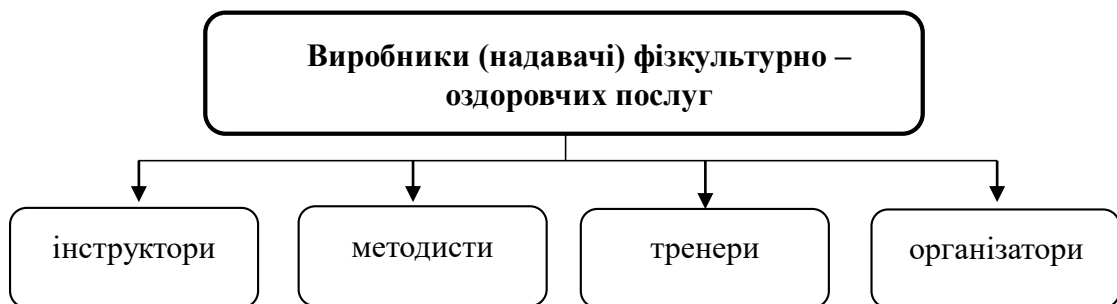 Виробники (надавачі) фізкультурно –
оздоровчих послуг
інструктори
методисти
тренери
організатори